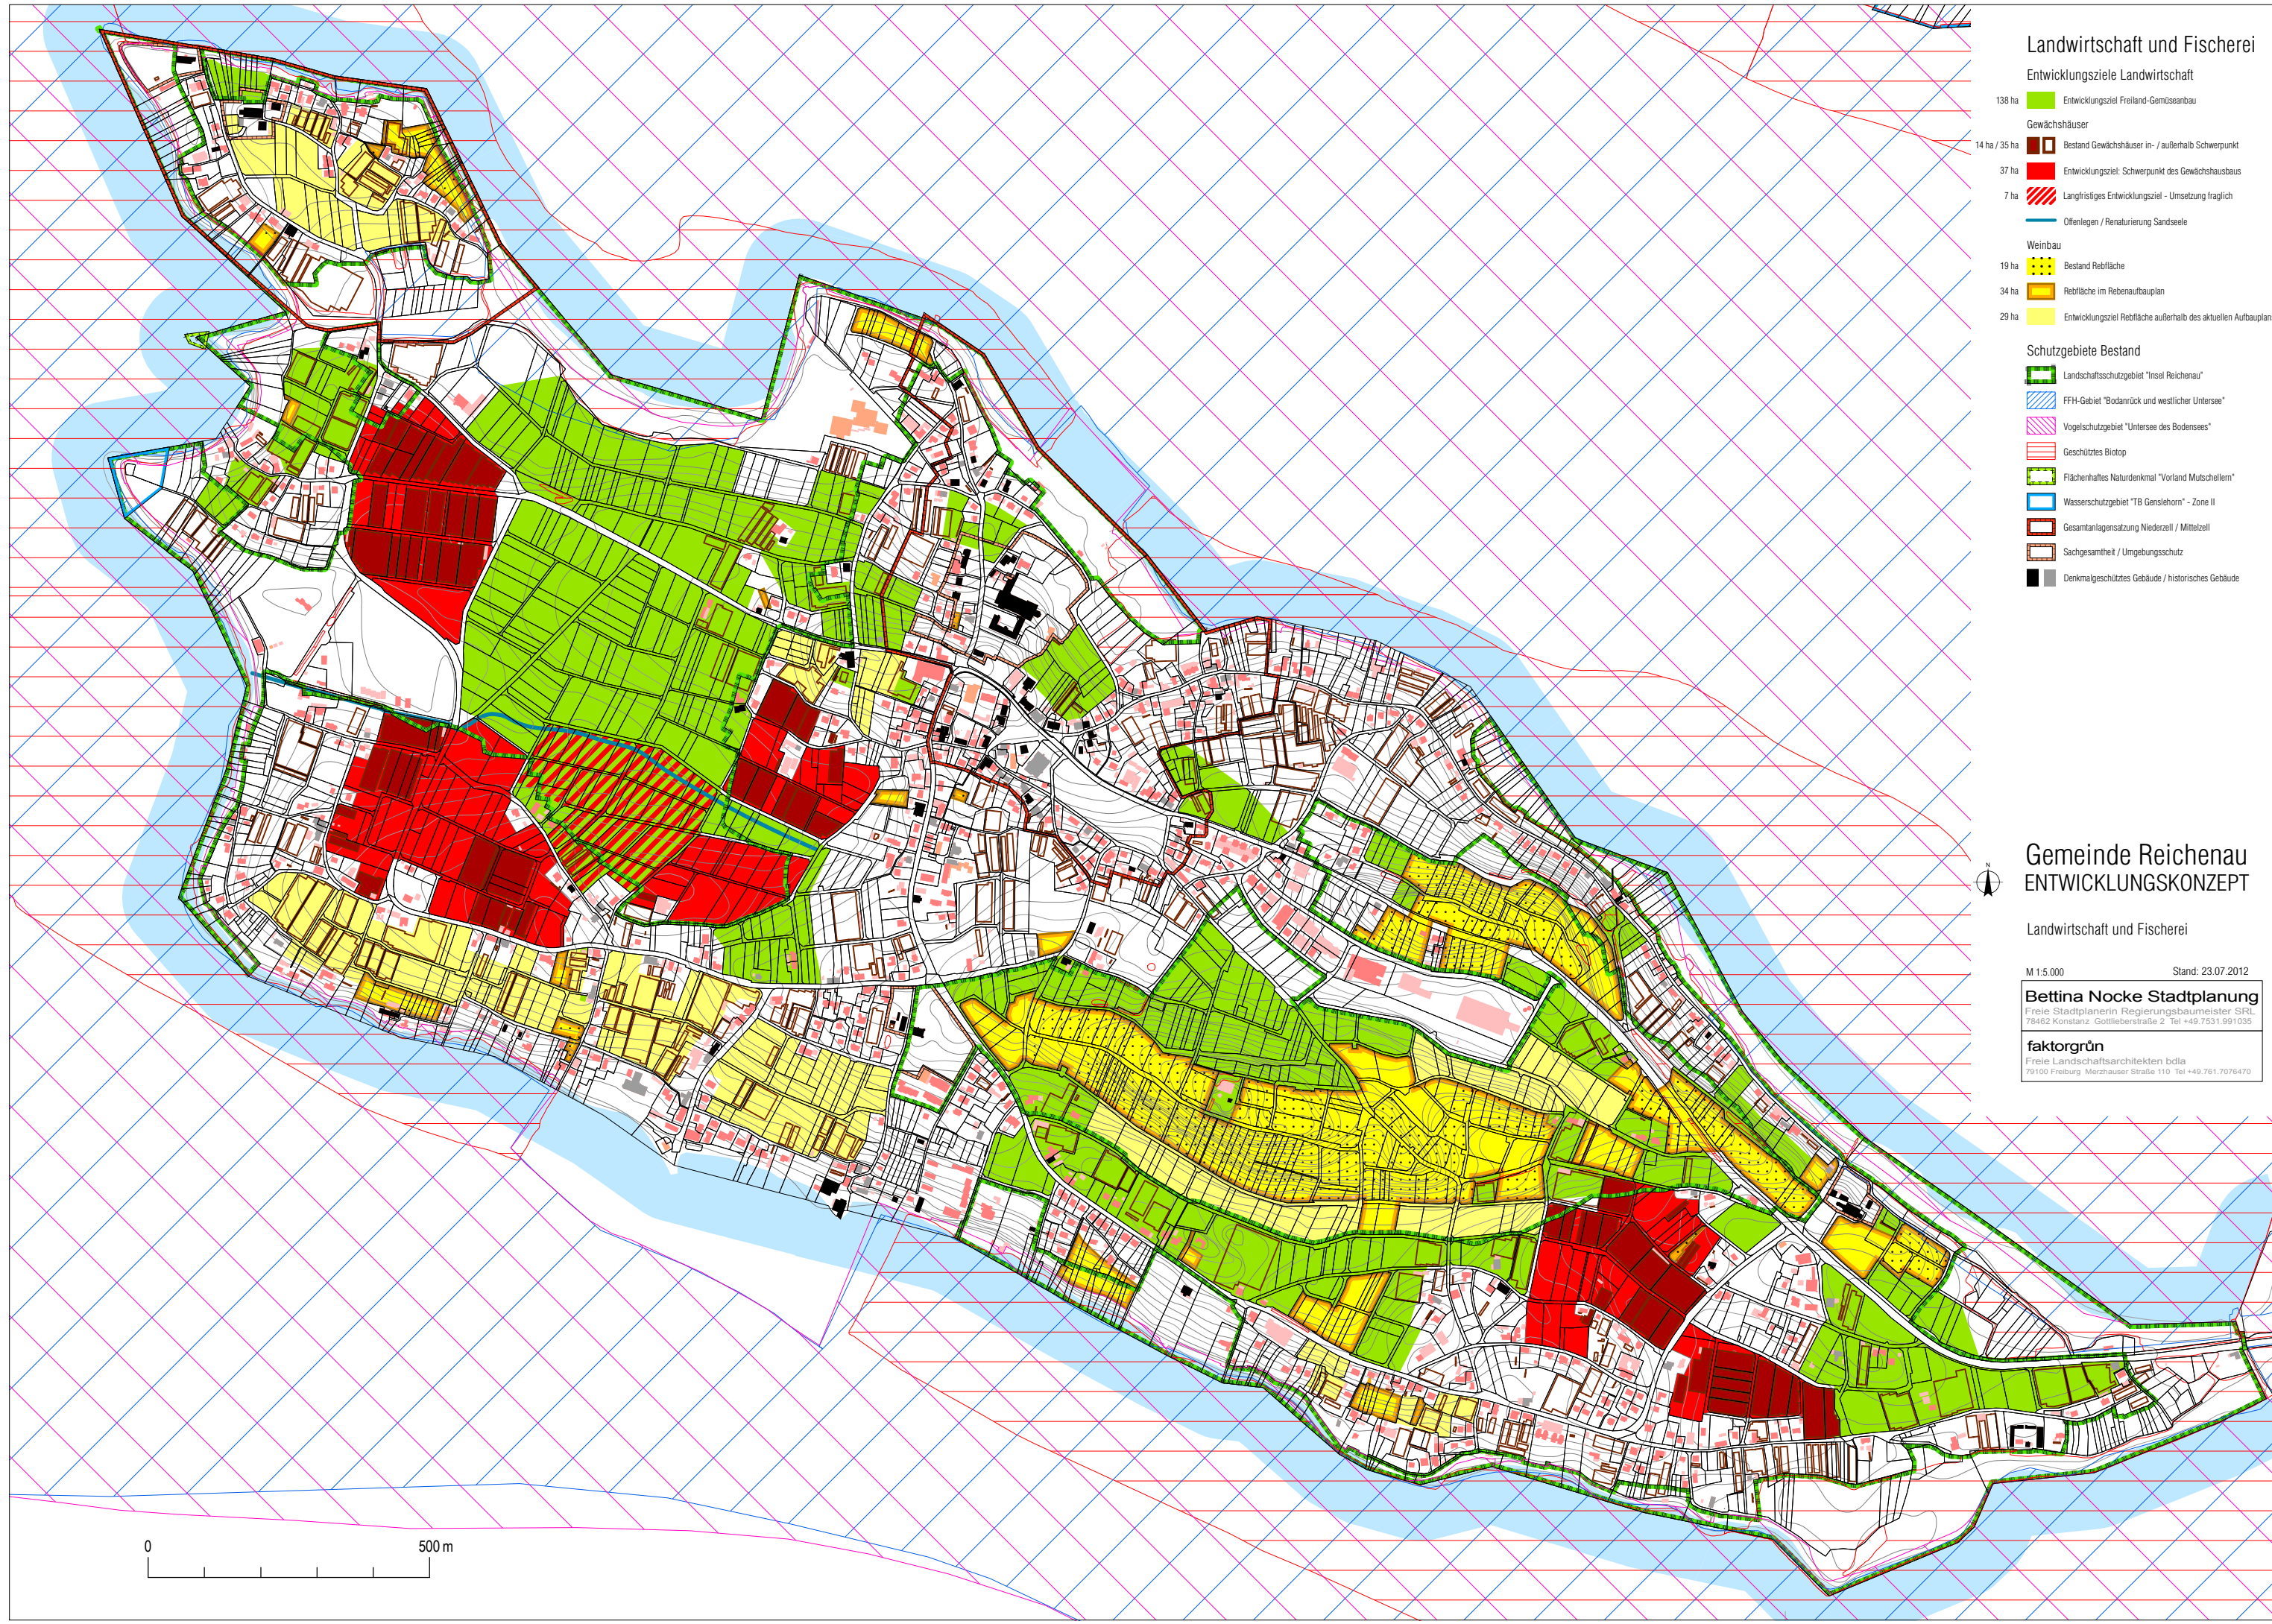 Landwirtschaft und Fischerei
Entwicklungsziele Landwirtschaft
138 ha Entwicklungsziel Freiland-Gemüseanbau
Gewächshäuser
14 ha / 35 ha Bestand Gewächshäuser in- / außerhalb Schwerpunkt
37 ha Entwicklungsziel: Schwerpunkt des Gewächshausbaus
7 ha Langfristiges Entwicklungsziel - Umsetzung fraglich
Offenlegen / Renaturierung Sandseele
Weinbau
19 ha Bestand Rebfläche
34 ha Rebfläche im Rebenaufbauplan
29 ha Entwicklungsziel Rebfläche außerhalb des aktuellen Aufbauplans
Schutzgebiete Bestand
Landschaftsschutzgebiet "Insel Reichenau"
FFH-Gebiet "Bodanrück und westlicher Untersee"
Vogelschutzgebiet "Untersee des Bodensees"
Geschütztes Biotop
Flächenhaftes Naturdenkmal "Vorland Mutschellern"
Wasserschutzgebiet "TB Genslehorn" - Zone II
Gesamtanlagensatzung Niederzell / Mittelzell
Sachgesamtheit / Umgebungsschutz
Denkmalgeschütztes Gebäude / historisches Gebäude
Gemeinde Reichenau
N
ENTWICKLUNGSKONZEPT
Landwirtschaft und Fischerei
M 1:5.000 Stand: 23.07.2012
Bettina Nocke Stadtplanung
Freie Stadtplanerin Regierungsbaumeister SRL
78462 Konstanz Gottlieberstraße 2 Tel +49.7531.991035
faktorgrün
Freie Landschaftsarchitekten bdla
79100 Freiburg Merzhauser Straße 110 Tel +49.761.7076470
0 500 m